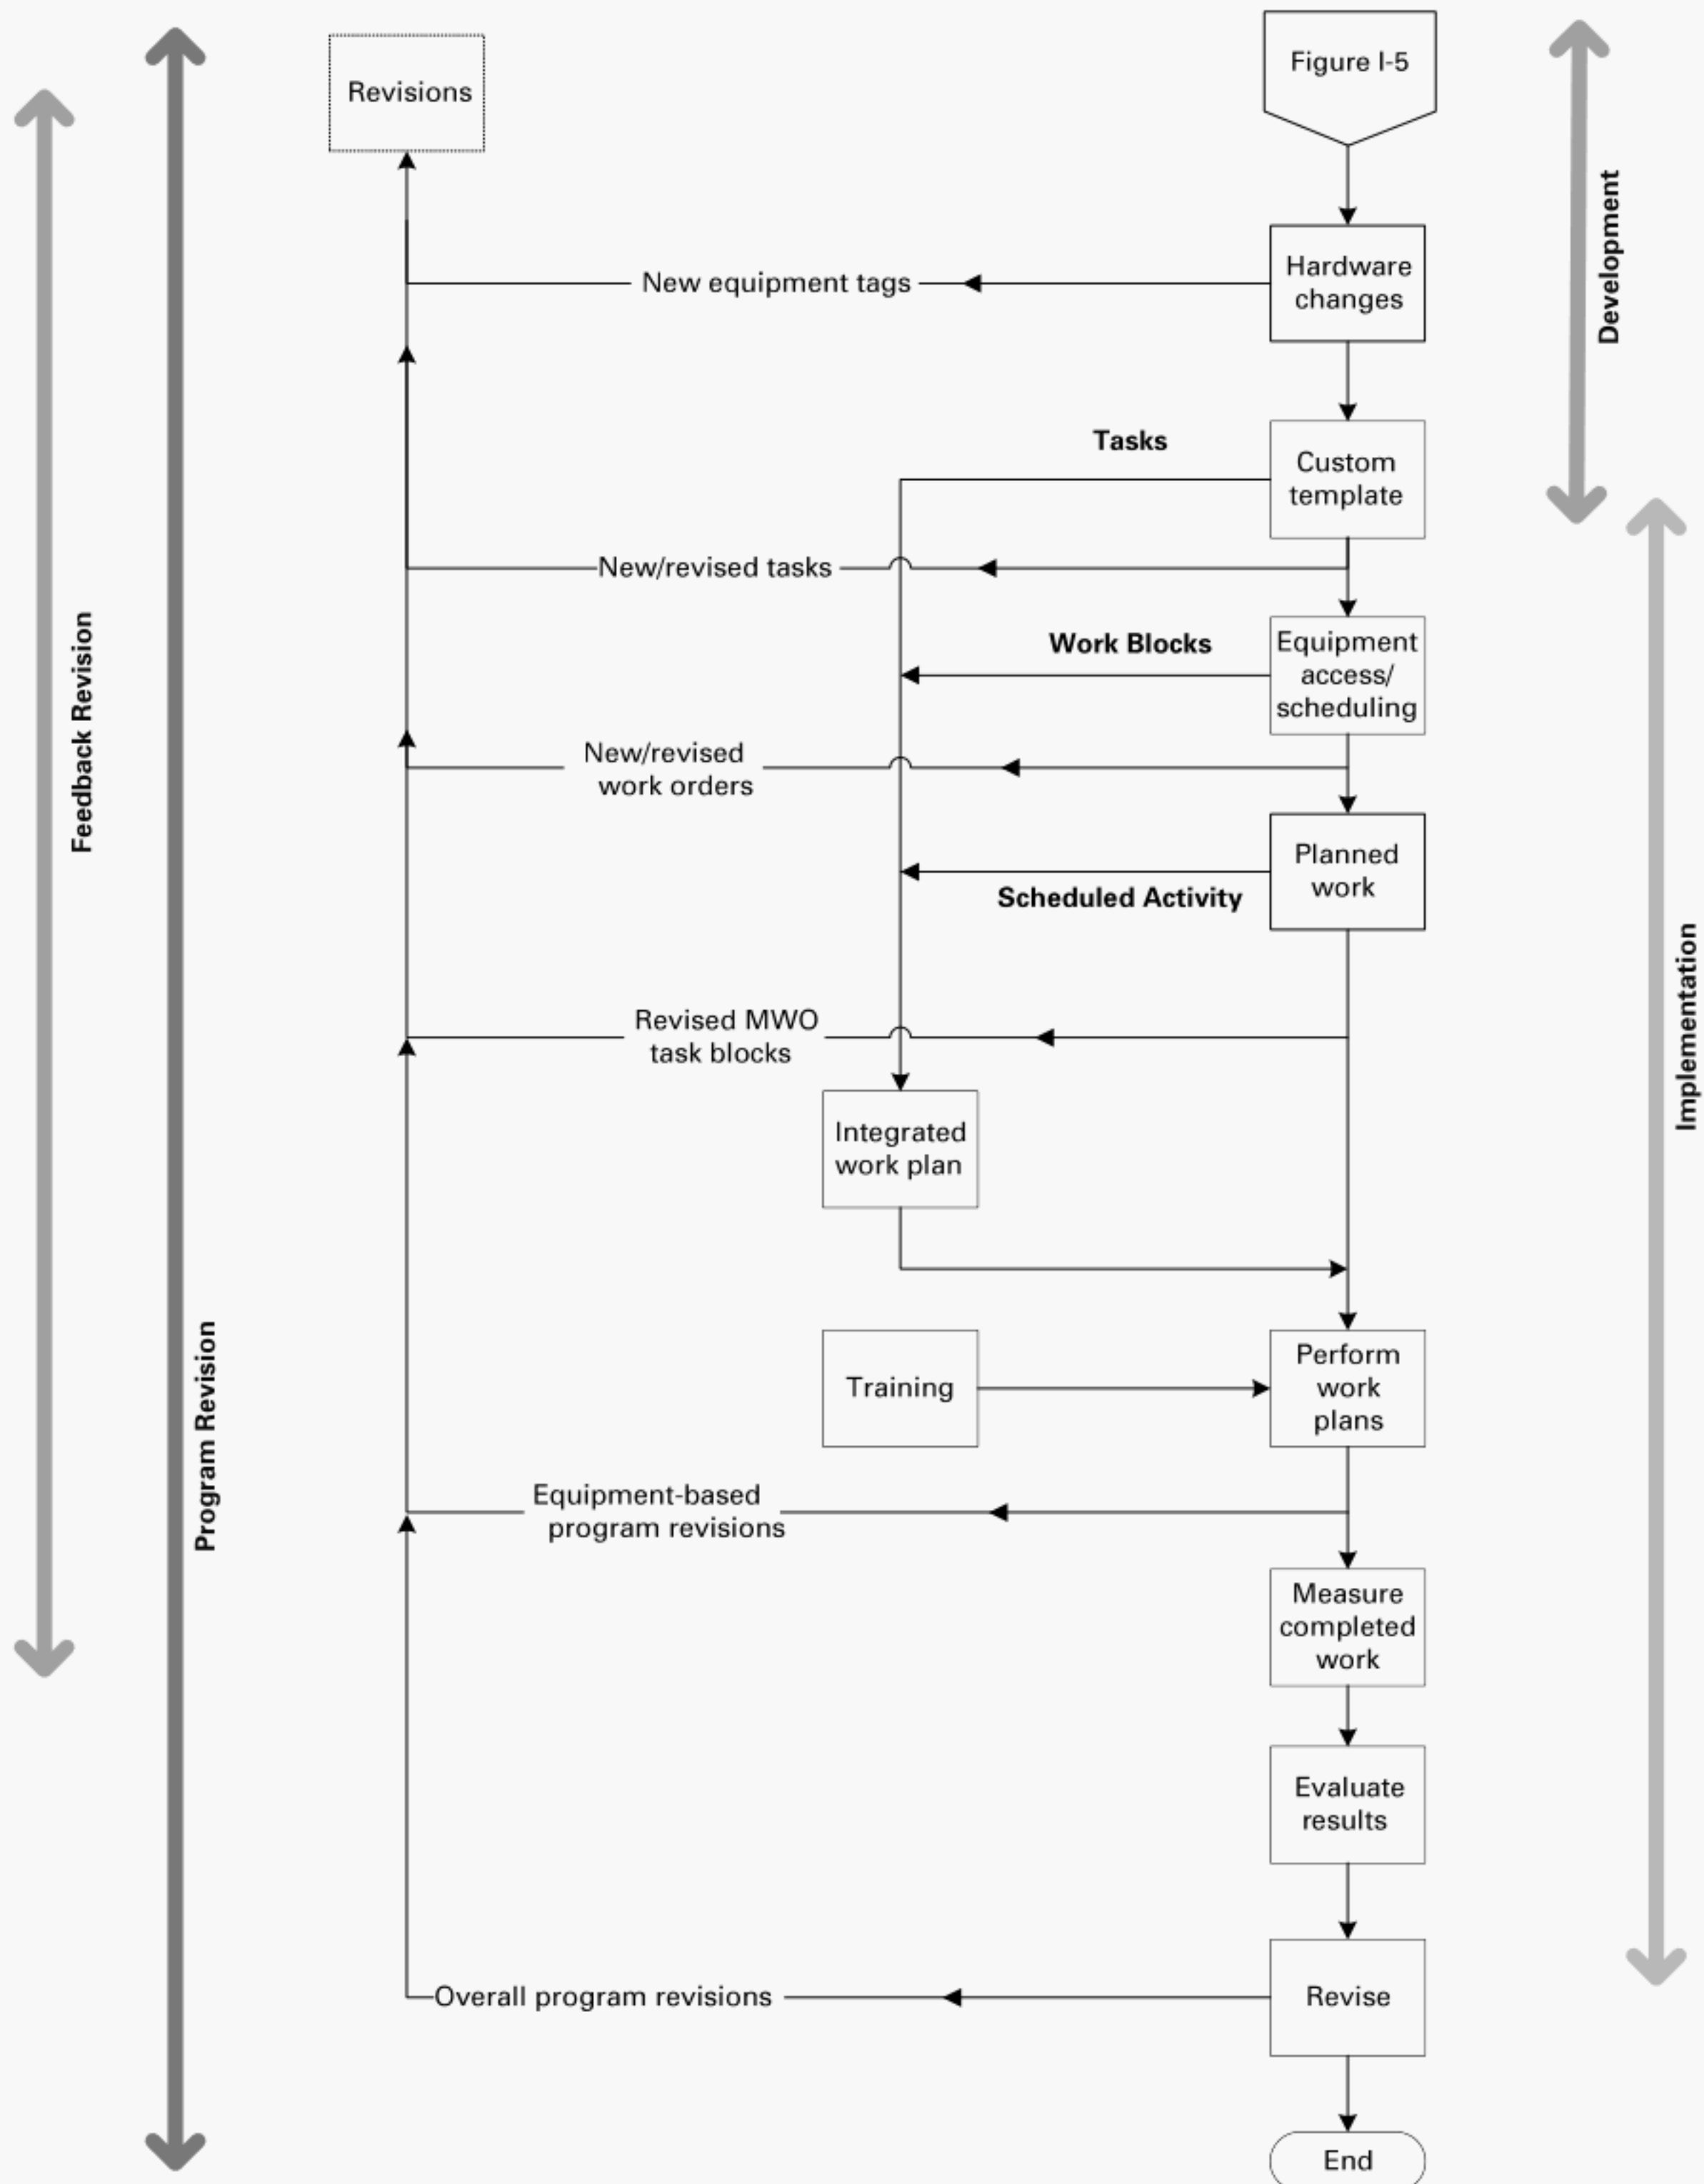 Revisions
Figure I-5
Hardware
changes
New equipment tags
Development
Tasks
Custom
template
New/revised tasks
Equipment
access/
scheduling
Work Blocks
Feedback Revision
New/revised
work orders
Planned
work
Scheduled Activity
Implementation
Revised MWO
task blocks
Integrated
work plan
Program Revision
Training
Perform
work
plans
Equipment-based
program revisions
Measure
completed
work
Evaluate
results
Overall program revisions
Revise
End